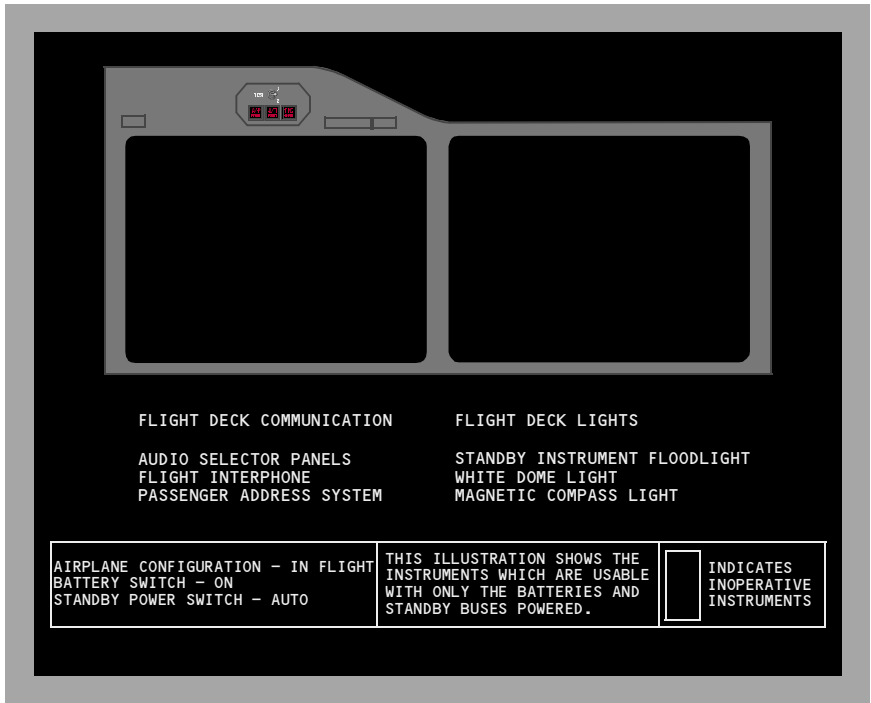 FLIGHT DECK COMMUNICATION
AUDIO SELECTOR PANELS
FLIGHT INTERPHONE
PASSENGER ADDRESS SYSTEM
FLIGHT DECK LIGHTS
STANDBY INSTRUMENT FLOODLIGHT
WHITE DOME LIGHT
MAGNETIC COMPASS LIGHT
AIRPLANE CONFIGURATION – IN FLIGHT
BATTERY SWITCH – ON
STANDBY POWER SWITCH – AUTO
THIS ILLUSTRATION SHOWS THE
INSTRUMENTS WHICH ARE USABLE
WITH ONLY THE BATTERIES AND
STANDBY BUSES POWERED.
INDICATES
INOPERATIVE
INSTRUMENTS